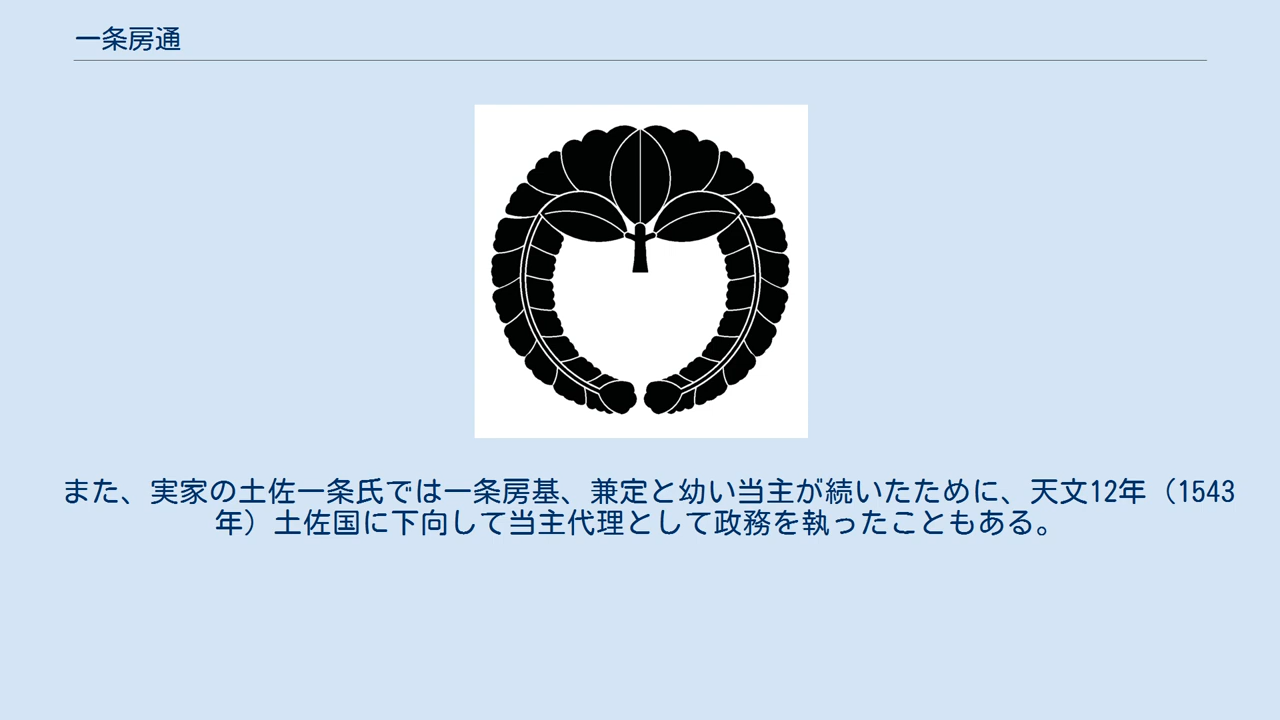 一条房通
また、実家の土佐一条氏では一条房基、兼定と幼い当主が続いたために、天文12年（1543
年）土佐国に下向して当主代理として政務を執ったこともある。